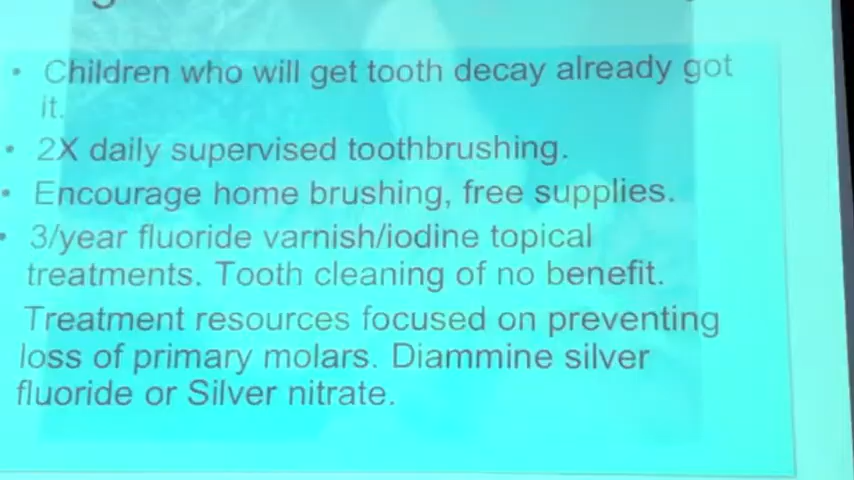 • Children who will get tooth decay already got
it.
• 2X daily supervised toothbrushing.
• Encourage home brushing, free supplies.
• 3/year fluoride varnish/iodine topical
treatments. Tooth cleaning of no benefit.
Treatment resources focused on preventing
loss of primary molars. Diammine silver
fluoride or Silver nitrate.